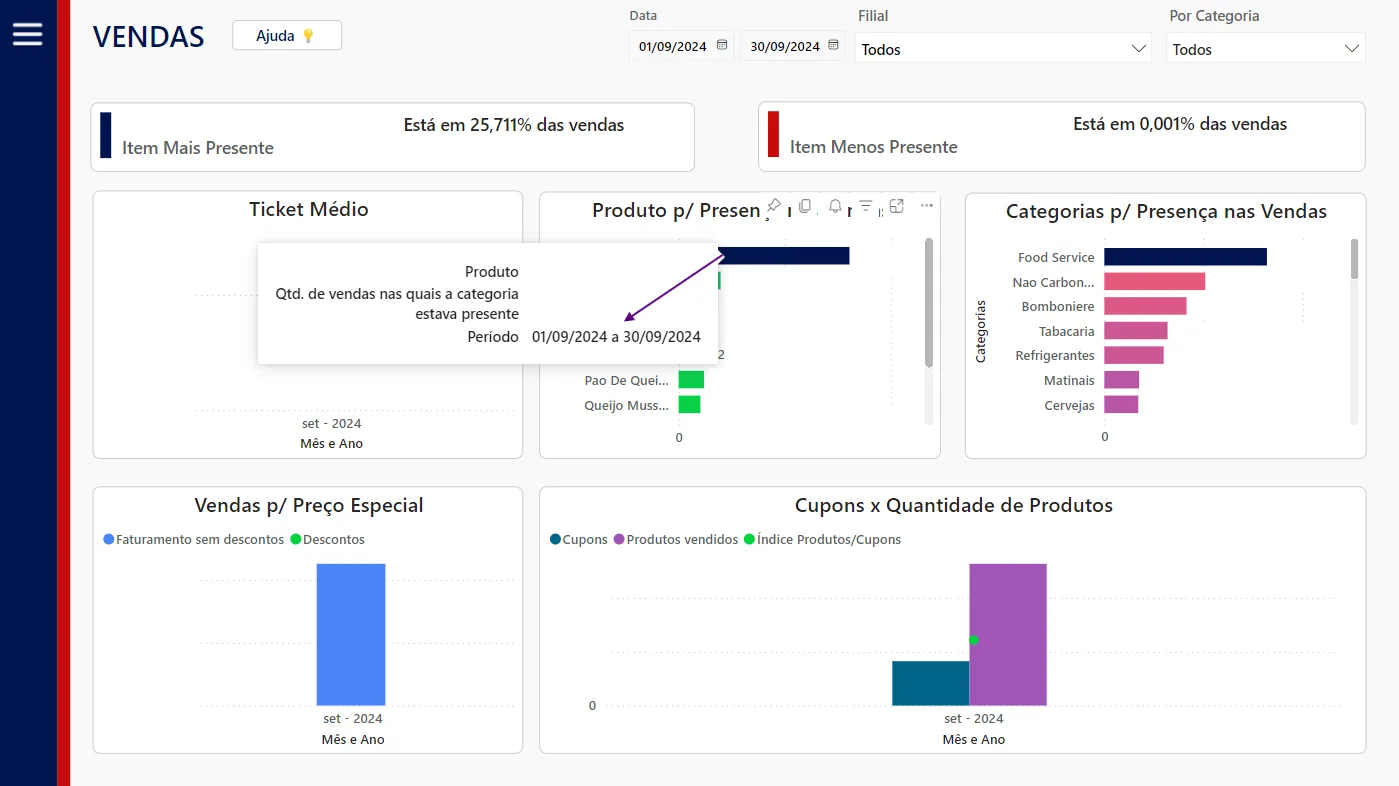 VENDAS
Ajuda
Data
01/09/2024
30/09/2024
Filial
Todos
Por Categoria
Todos
Está em 25,711% das vendas
Item Mais Presente
Está em 0,001% das vendas
Item Menos Presente
Ticket Médio
set - 2024
Mês e Ano
Produto p/ Presen
Produto
Qtd. de vendas nas quais a categoria
estava presente
Período 01/09/2024 a 30/09/2024
2
Pao De Quei...
Queijo Muss...
0
Categorias p/ Presença nas Vendas
Categorias
Food Service
Nao Carbon...
Bomboniere
Tabacaria
Refrigerantes
Matinais
Cervejas
0
Vendas p/ Preço Especial
Faturamento sem descontos Descontos
set - 2024
Mês e Ano
Cupons x Quantidade de Produtos
Cupons Produtos vendidos Índice Produtos/Cupons
0
set - 2024
Mês e Ano